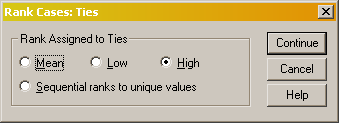 Rank Cases: Ties
Rank Assigned to Ties
Mean Low High
Sequential ranks to unique values
Continue
Cancel
Help